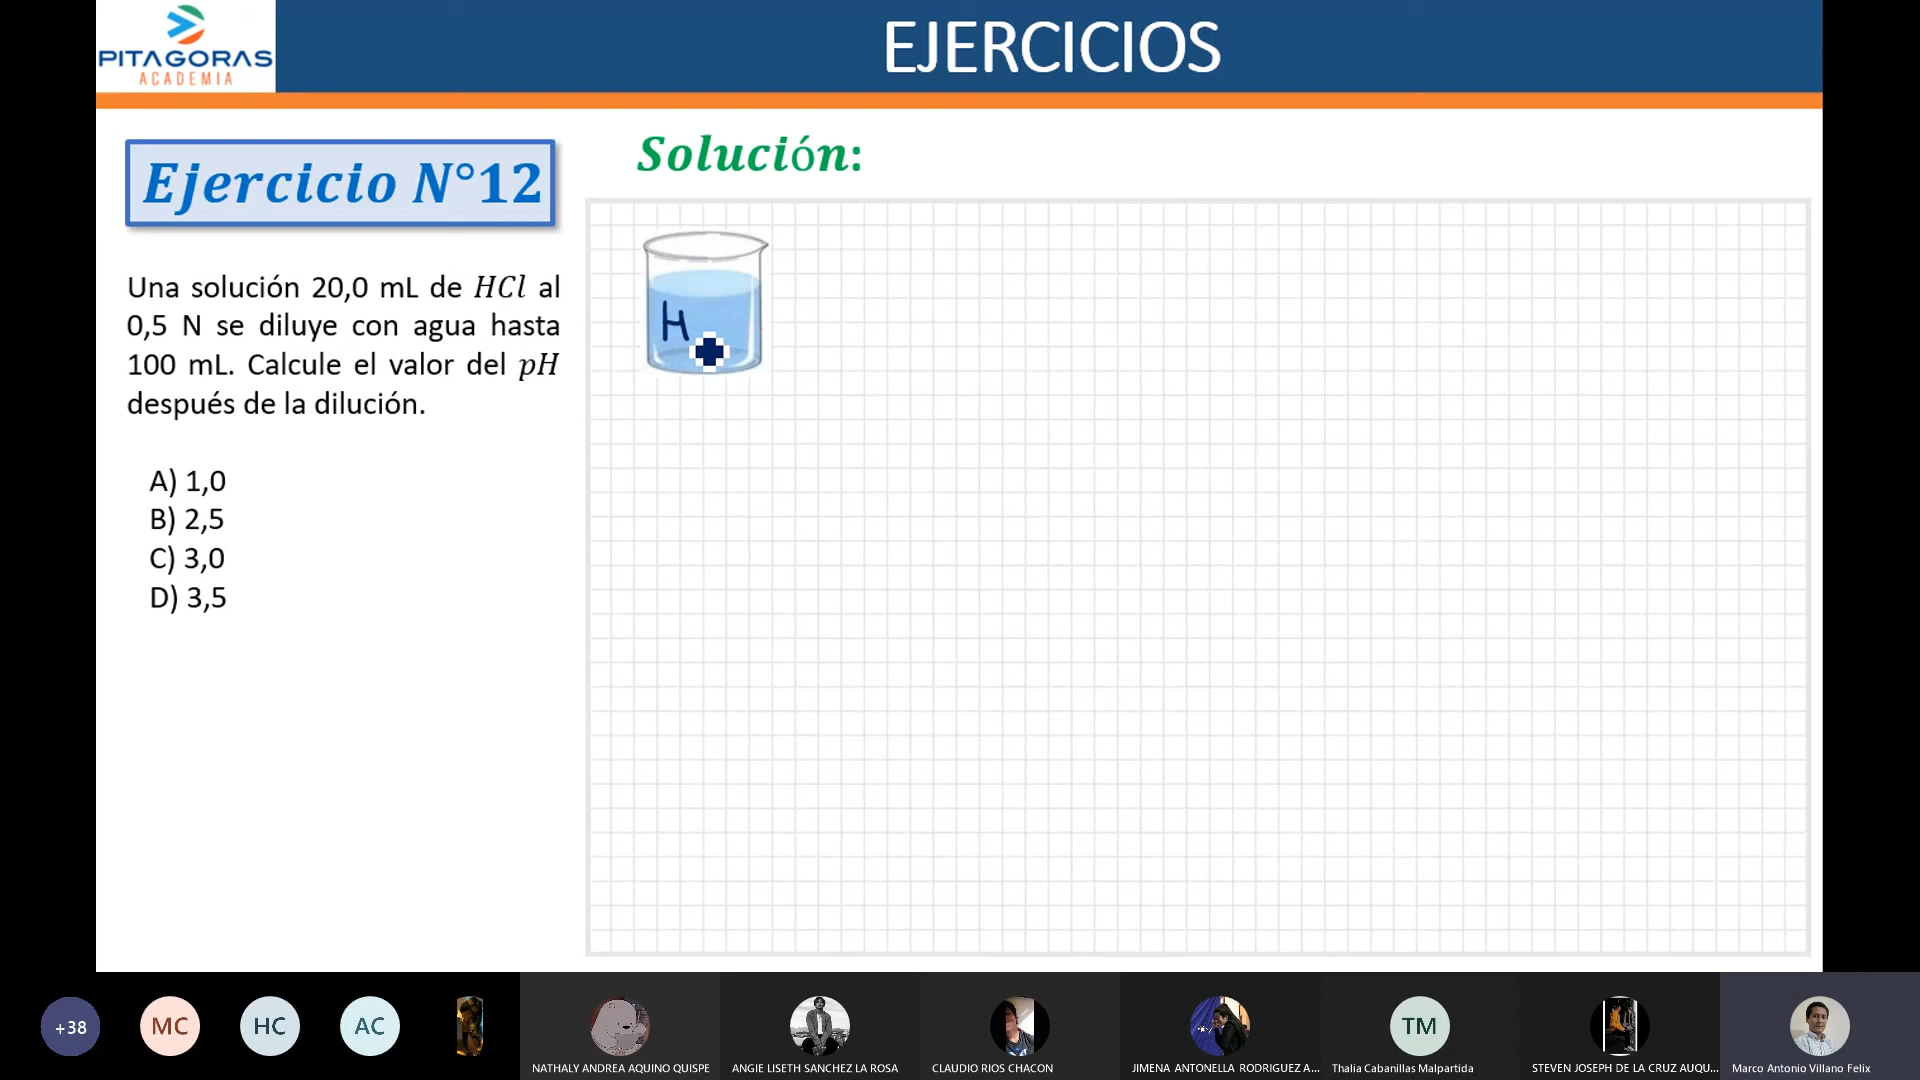 PITAGORAS
ACADEMIA
EJERCICIOS
Ejercicio N°12
Solución:
Una solución 20,0 mL de HCl al
0,5 N se diluye con agua hasta
100 mL. Calcule el valor del pH
después de la dilución.
A) 1,0
B) 2,5
C) 3,0
D) 3,5
H
+38
MC
HC
AC
NATHALY ANDREA AQUINO QUISPE
ANGIE LISETH SANCHEZ LA ROSA
CLAUDIO RIOS CHACON
JIMENA ANTONELLA RODRIGUEZ A...
TM
Thalia Cabanillas Malpartida
STEVEN JOSEPH DE LA CRUZ AUQU...
Marco Antonio Villano Felix